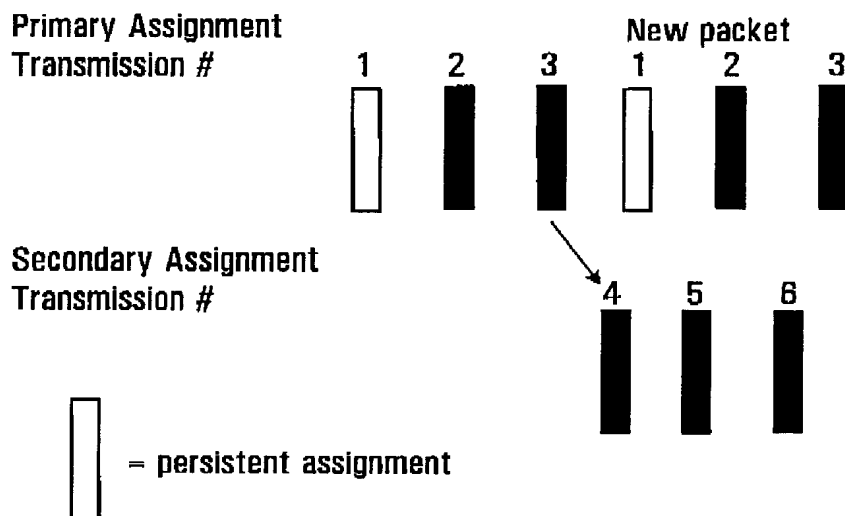 Primary Assignment
New packet
Transmission # 1 2 3 1 2 3
Secondary Assignment
Transmission # 4 5 6
= persistent assignment